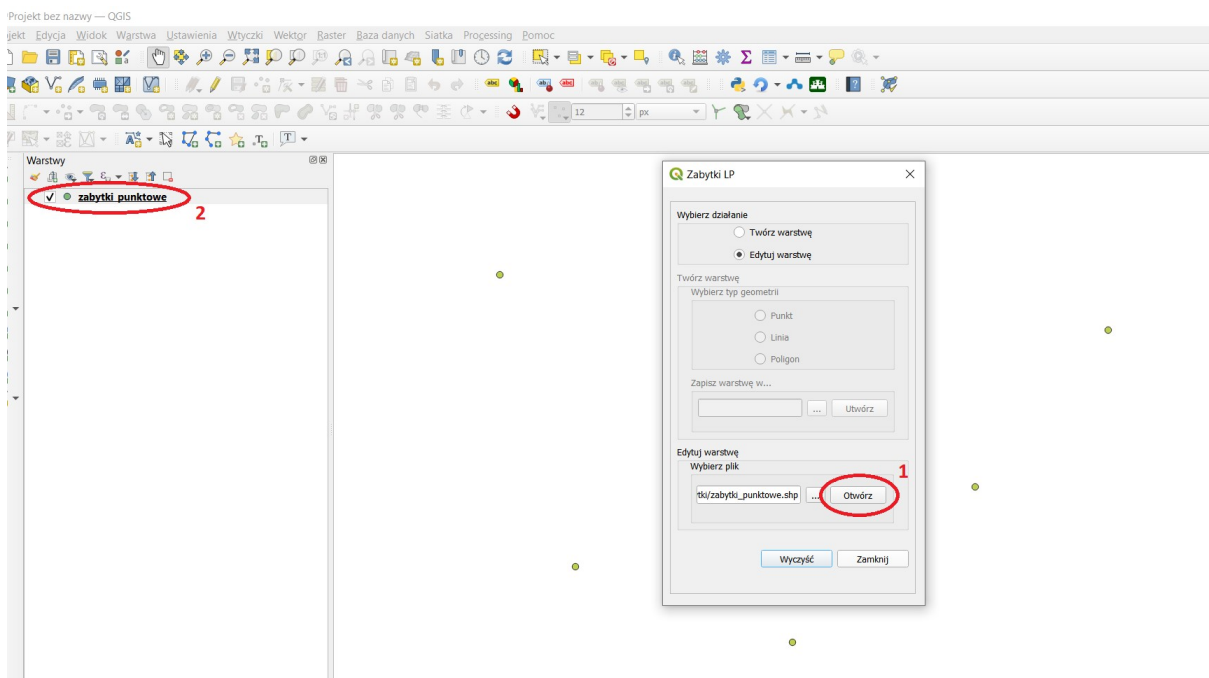 Projekt bez nazwy — QGIS
jekt Edycja Widok Warstwa Ustawienia Wtyczki Wektor Raster Baza danych Siatka Processing Pomoc
12 px
Warstwy
zabytki punktowe
2
Zabytki LP
Wybierz działanie
Twórz warstwę
Edytuj warstwę
Twórz warstwę
Wybierz typ geometrii
Punkt
Linia
Poligon
Zapisz warstwę w...
... Utwórz
Edytuj warstwę
Wybierz plik
1
tki/zabytki_punktowe.shp ... Otwórz
Wyczyść Zamknij